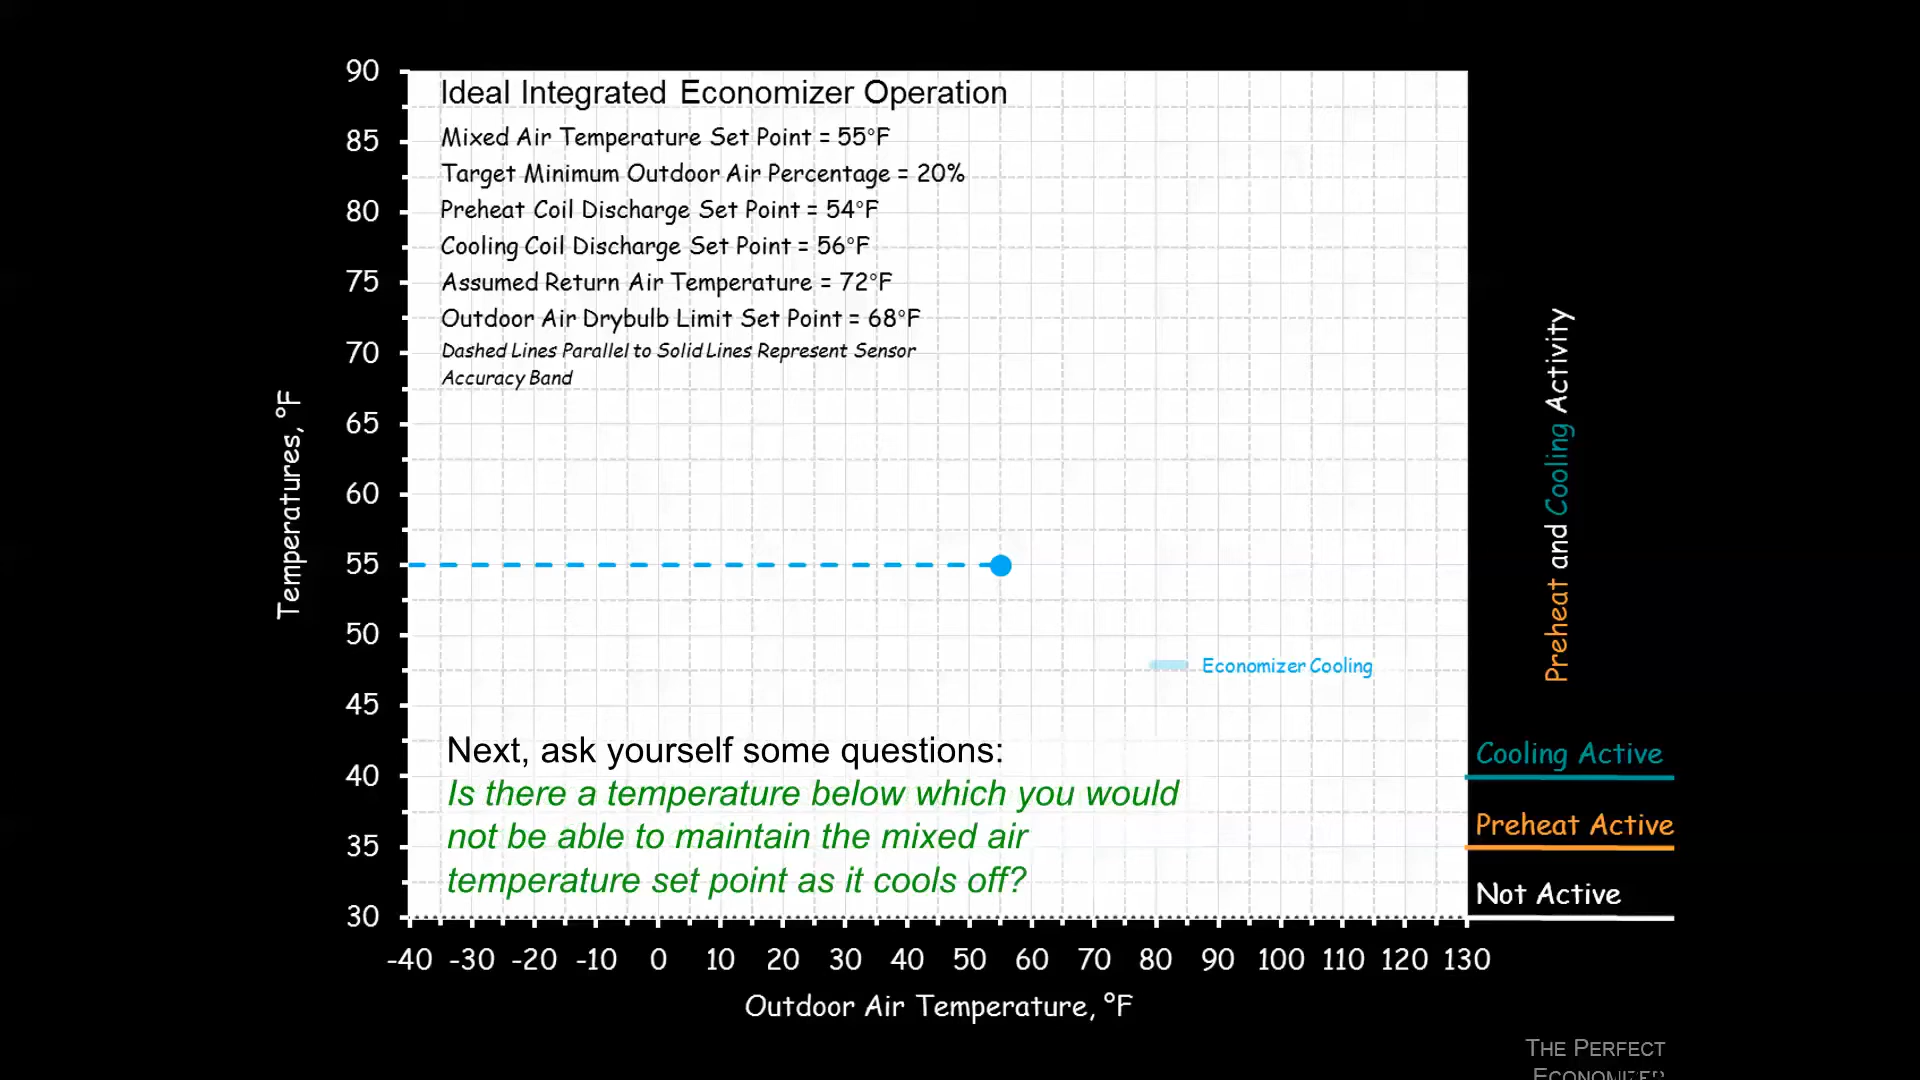 Ideal Integrated Economizer Operation
Mixed Air Temperature Set Point = 55°F
Target Minimum Outdoor Air Percentage = 20%
Preheat Coil Discharge Set Point = 54°F
Cooling Coil Discharge Set Point = 56°F
Assumed Return Air Temperature = 72°F
Outdoor Air Drybulb Limit Set Point = 68°F
Dashed Lines Parallel to Solid Lines Represent Sensor
Accuracy Band
90
85
80
75
70
65
60
55
50
45
40
35
30
Temperatures, °F
Economizer Cooling
Next, ask yourself some questions:
Is there a temperature below which you would
not be able to maintain the mixed air
temperature set point as it cools off?
Preheat and Cooling Activity
Cooling Active
Preheat Active
Not Active
-40 -30 -20 -10 0 10 20 30 40 50 60 70 80 90 100 110 120 130
Outdoor Air Temperature, °F
THE PERFECT
ECONOMIZER